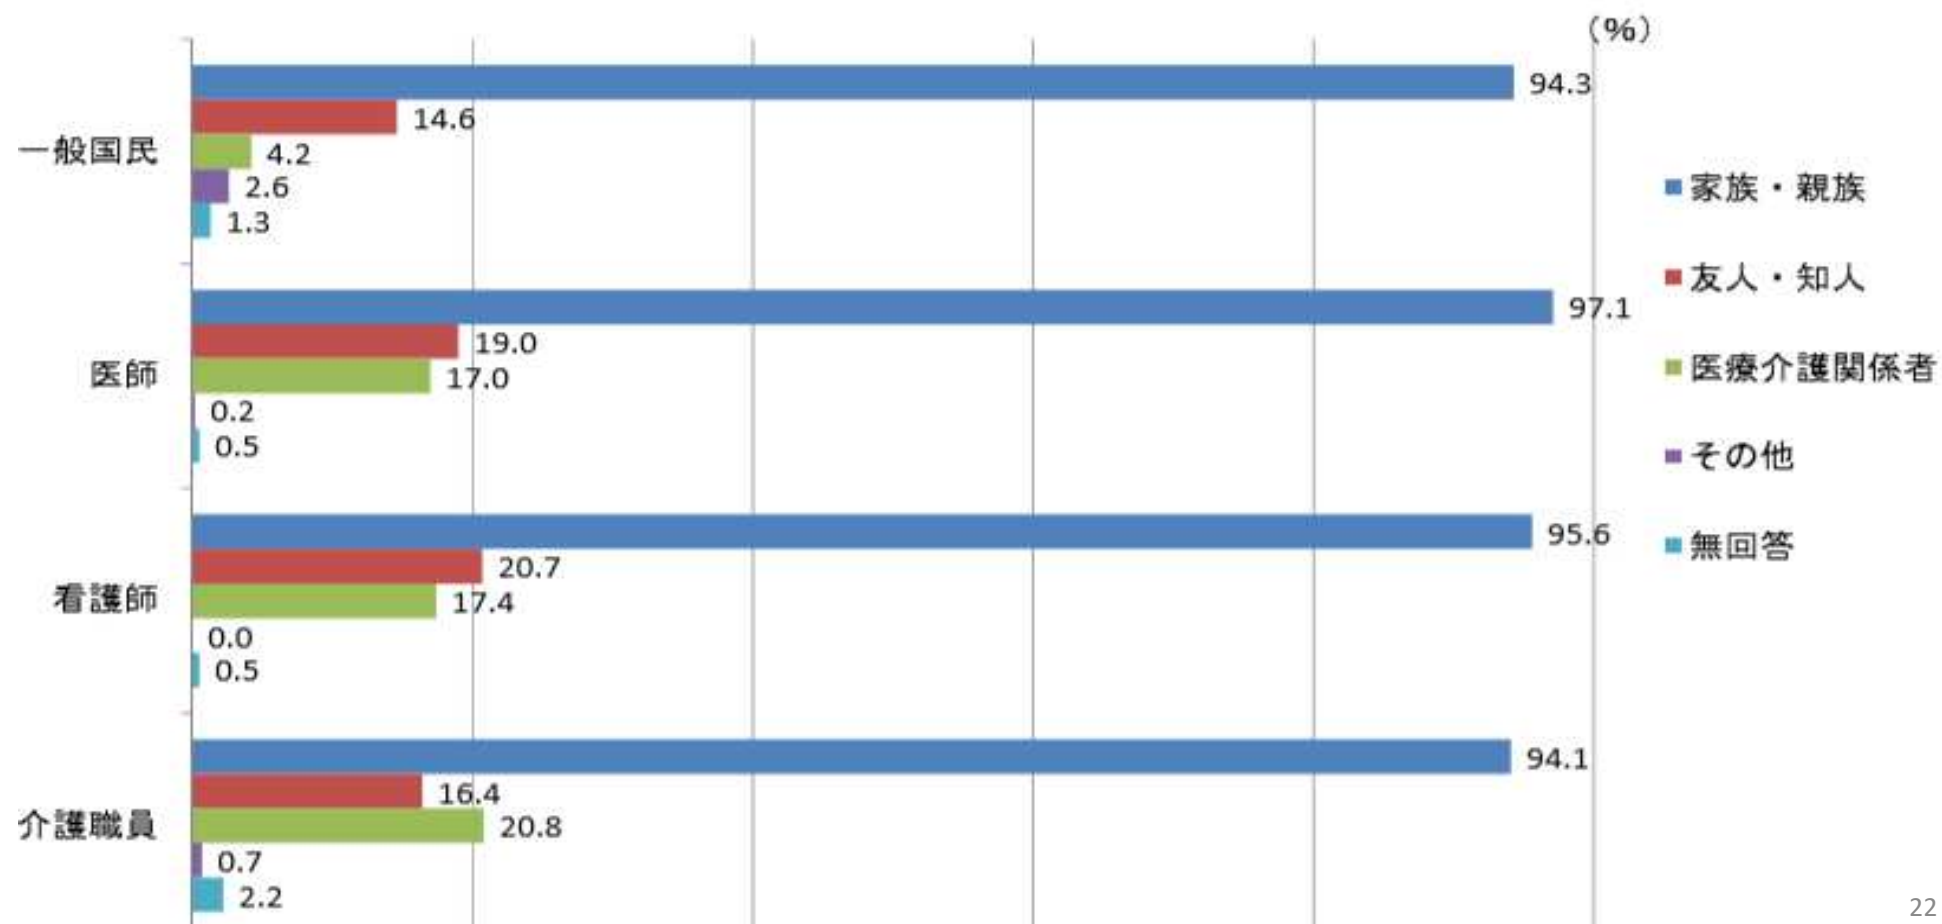 (%)
一般国民
94.3
14.6
4.2
2.6
1.3
医師
97.1
19.0
17.0
0.2
0.5
看護師
95.6
20.7
17.4
0.0
0.5
介護職員
94.1
16.4
20.8
0.7
2.2
家族・親族
友人・知人
医療介護関係者
その他
無回答
22